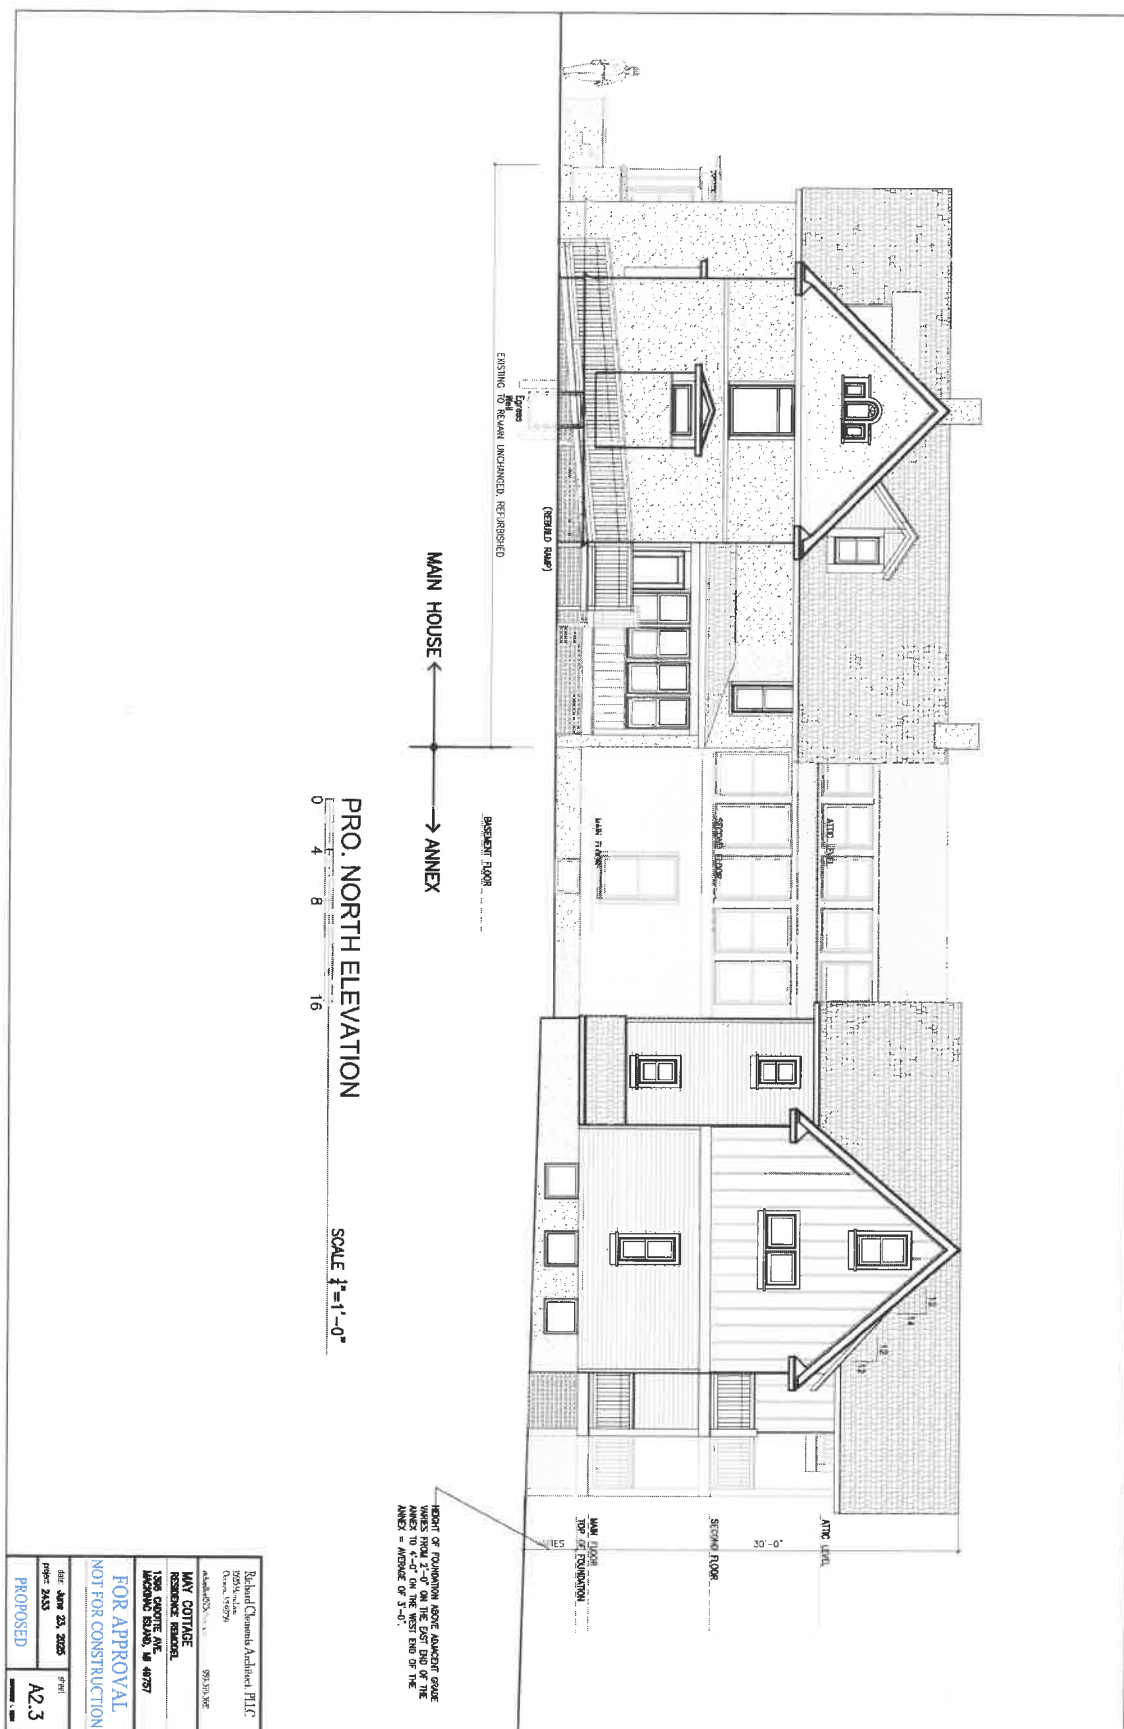 EXISTING TO REMAIN UNCHANGED, REFURBISHED
Egress
Well
(REBUILD RAMP)
MAIN HOUSE
ANNEX
BASEMENT FLOOR
MAIN FLOOR
SECOND FLOOR
ATTIC LEVEL
PRO. NORTH ELEVATION
0 4 8 16
SCALE
=1'-0"
12
14
12
12
ATTIC LEVEL
SECOND FLOOR
MAIN FLOOR
TOP OF FOUNDATION
30'-0"
HEIGHT OF FOUNDATION ABOVE ADJACENT GRADE
VARIES FROM 2'-0" ON THE EAST END OF THE
ANNEX TO 4'-0" ON THE WEST END OF THE
ANNEX = AVERAGE OF 3'-0".
Richard Clements Architect, PLLC
MAY COTTAGE
RESIDENCE REMODEL
1396 CADOTTE AVE.
MACKINAC ISLAND, MI 49757
FOR APPROVAL
NOT FOR CONSTRUCTION
date: June 23, 2025
project: 2433
PROPOSED
sheet
A2.3